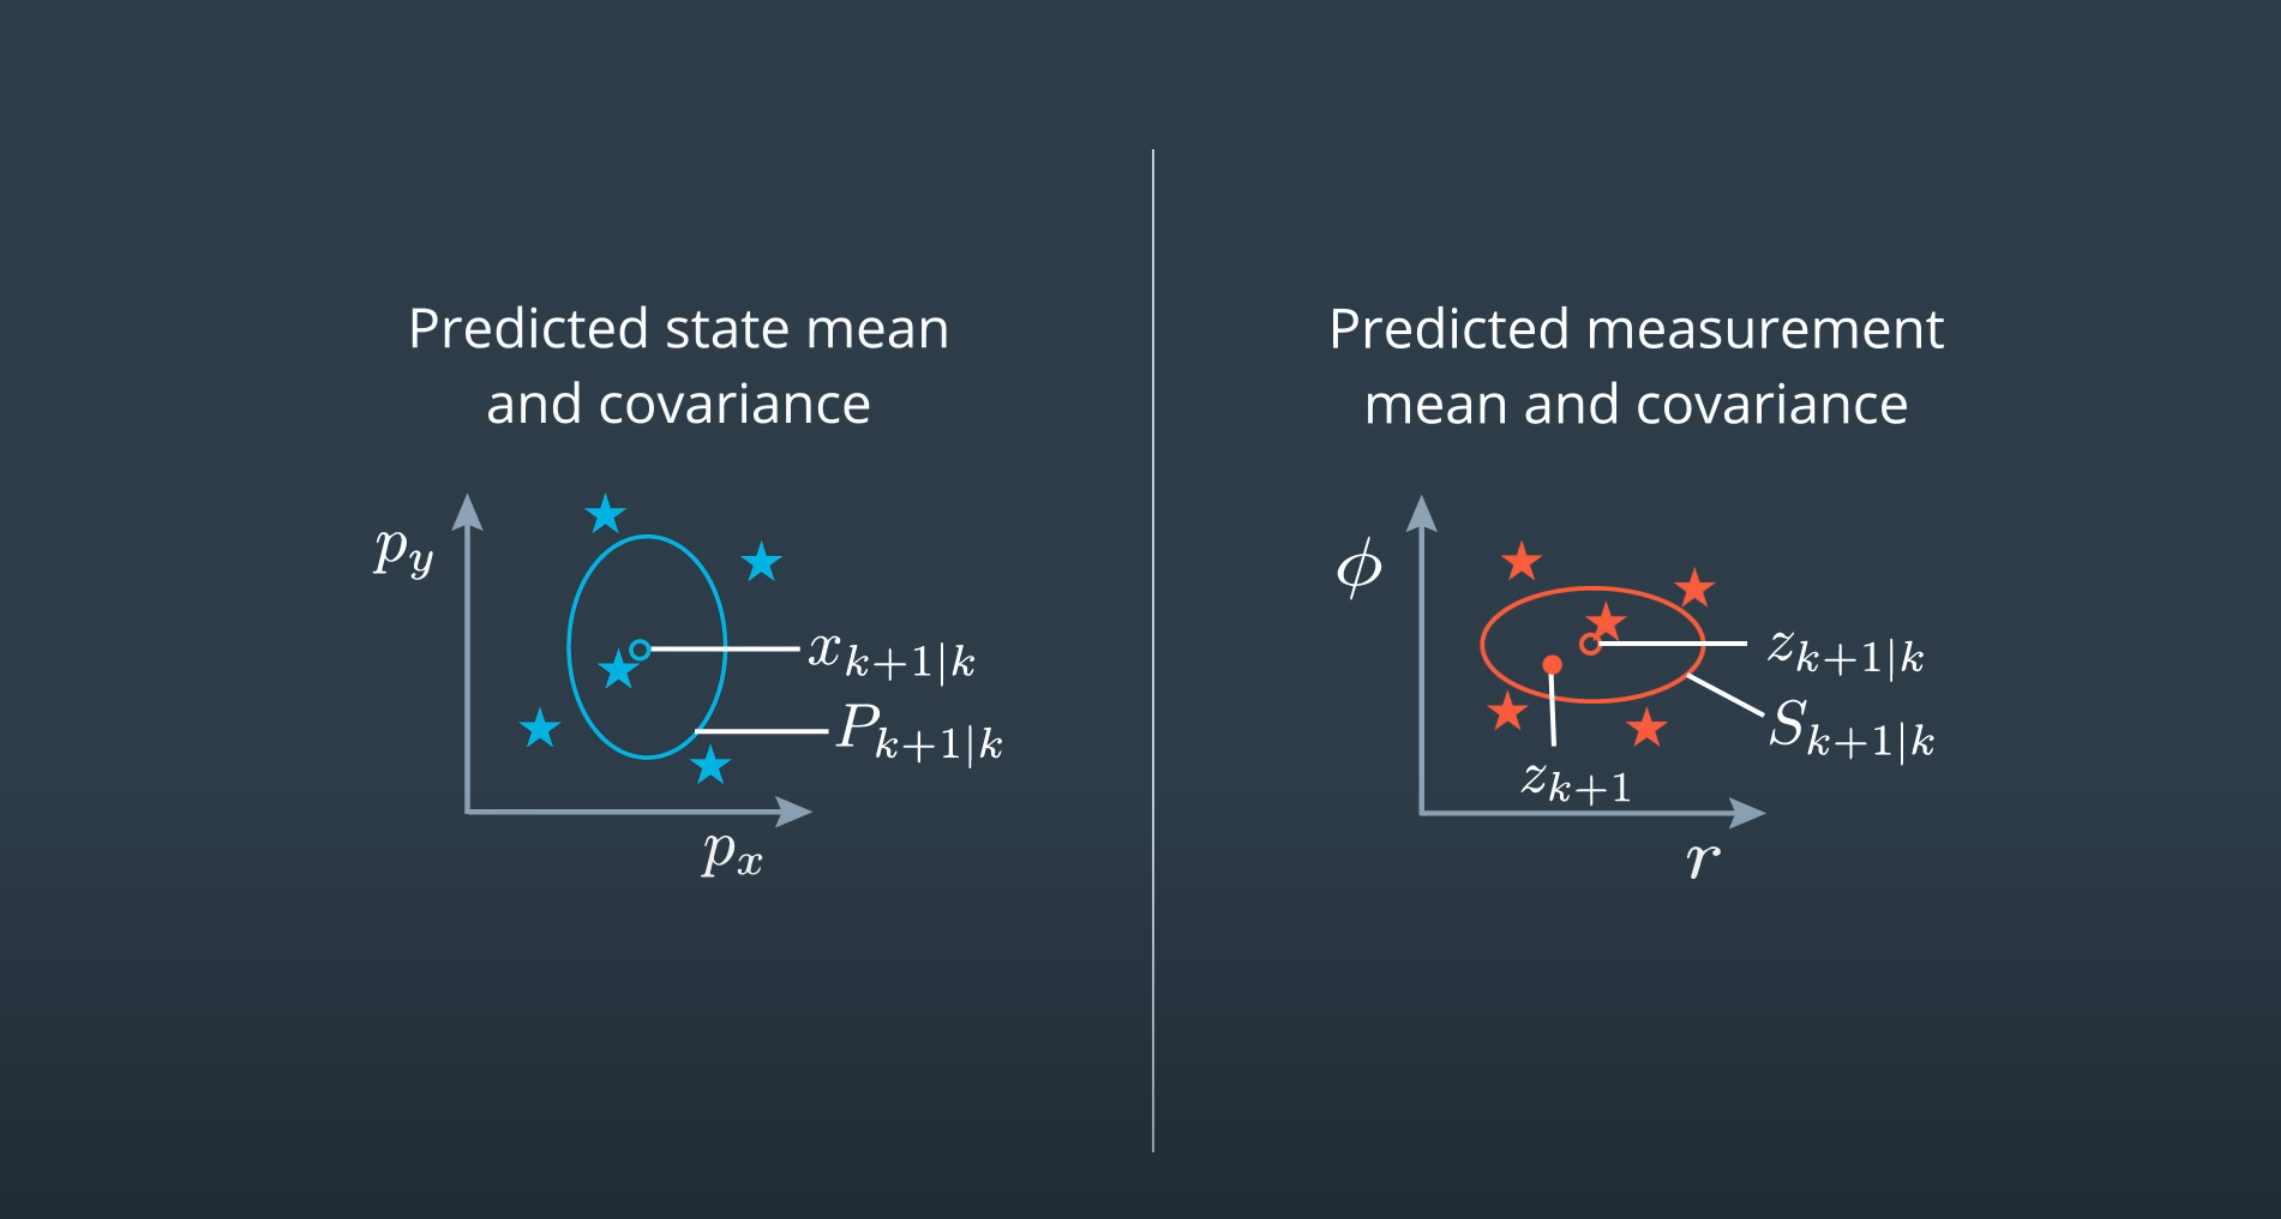 Predicted state mean
and covariance
p_y
x_{k+1|k}
P_{k+1|k}
p_x
Predicted measurement
mean and covariance
ϕ
z_{k+1|k}
S_{k+1|k}
z_{k+1}
r